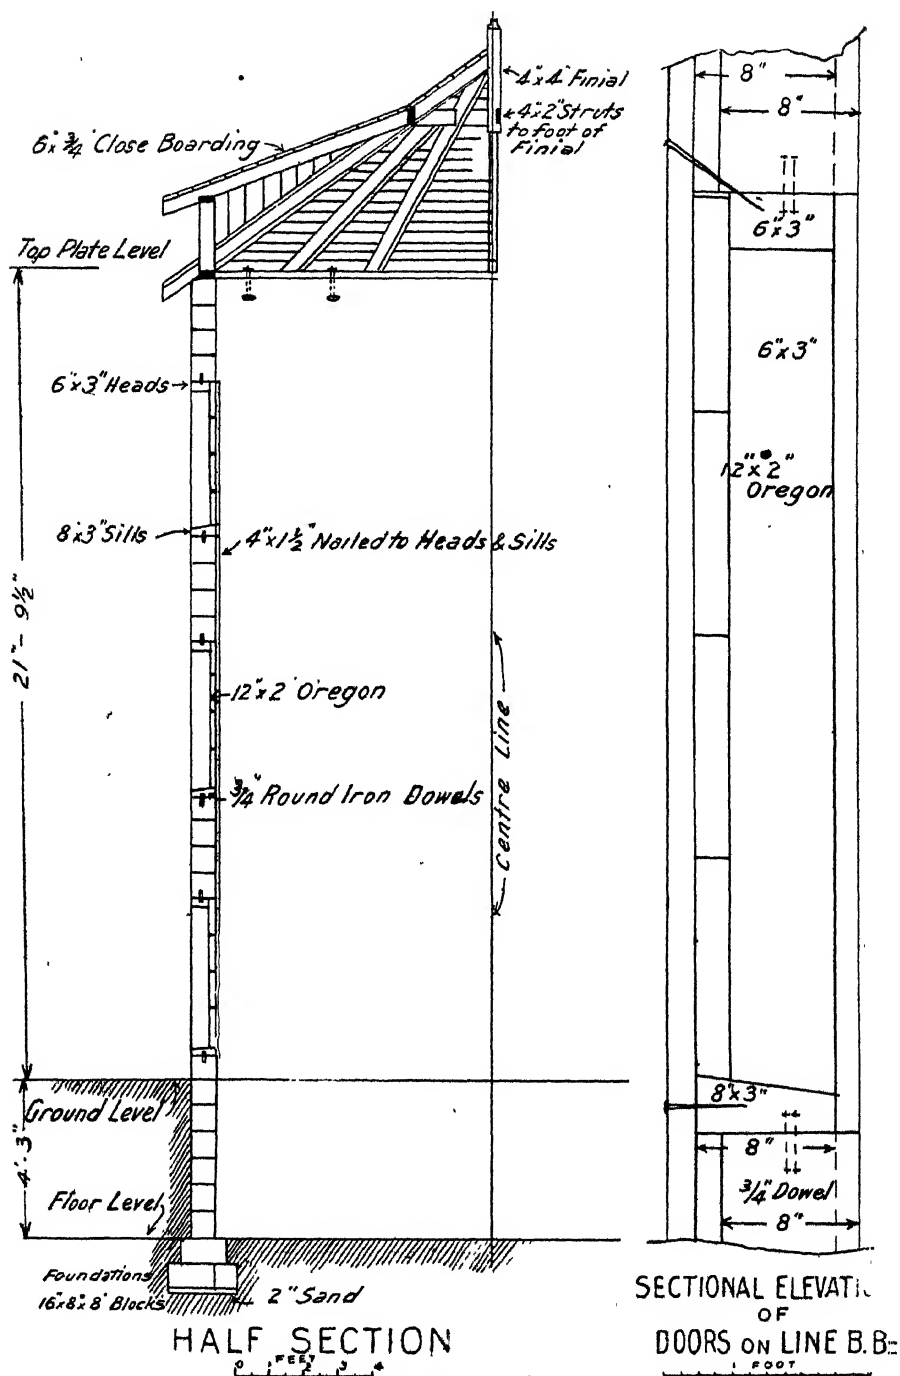 4"x4" Finial
4"x2" Struts
to foot of
Finial
6"x 3/4" Close Boarding
Top Plate Level
6"x3" Heads
8"x3" Sills
4"x1½" Nailed to Heads & Sills
21'- 9½"
12"x2" Oregon
3/4" Round Iron Dowels
Centre Line
Ground Level
4'-3"
Floor Level
Foundations
16"x8"x8" Blocks
2" Sand
HALF SECTION
FEET
0 1 2 3 4
8"
8"
6"x3"
6"x3"
12"x2"
Oregon
8"x3"
8"
3/4" Dowel
8"
SECTIONAL ELEVATI
OF
DOORS ON LINE B.B.
1 FOOT